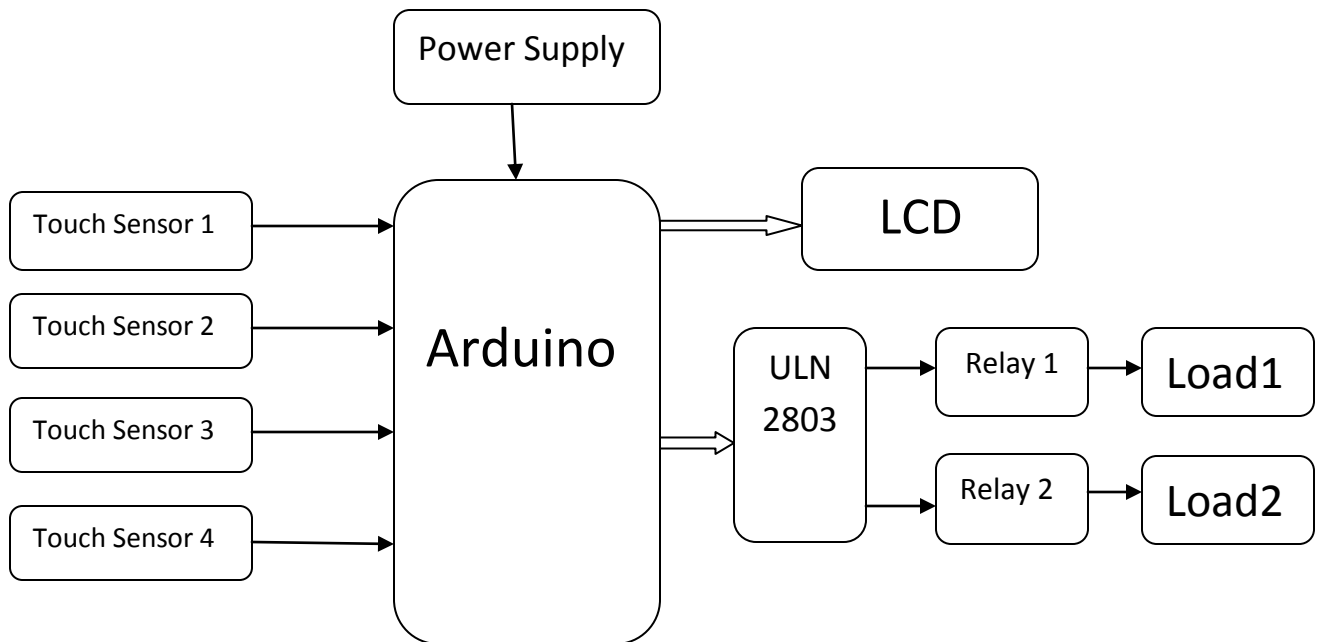 Power Supply
Touch Sensor 1
LCD
Touch Sensor 2
Arduino
ULN
2803
Relay 1
Load1
Touch Sensor 3
Relay 2
Load2
Touch Sensor 4